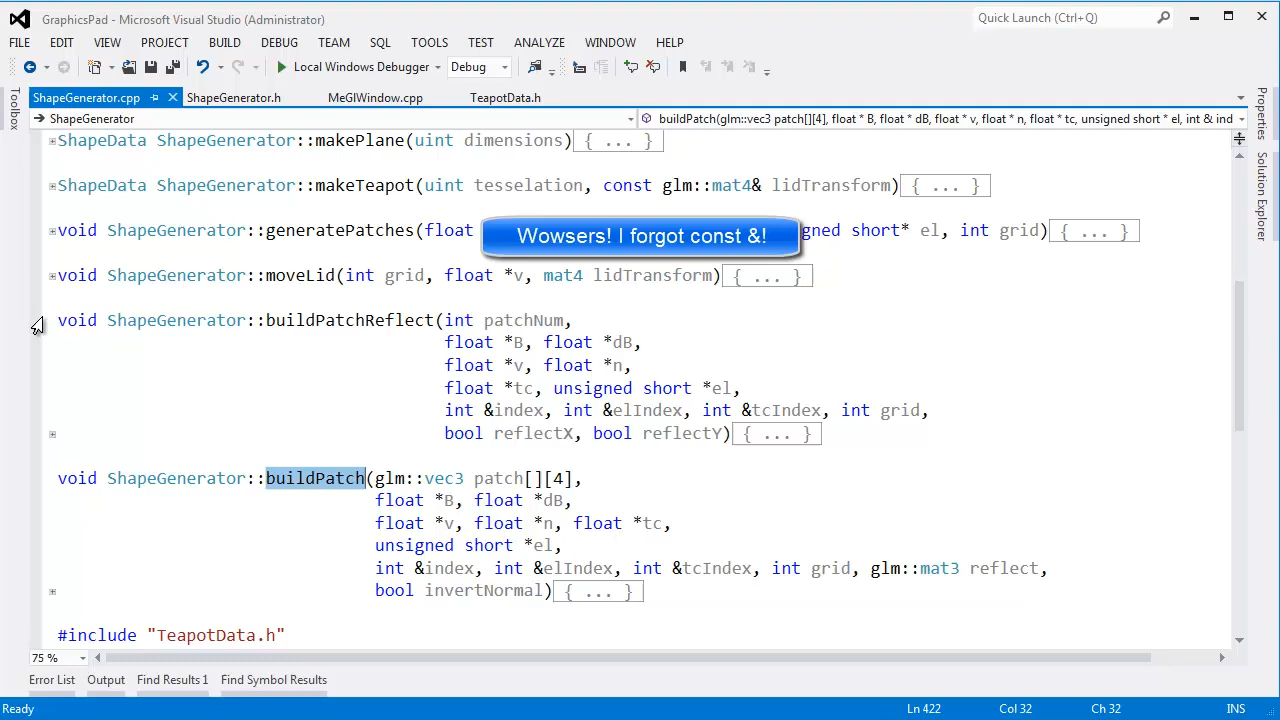 GraphicsPad - Microsoft Visual Studio (Administrator)
Quick Launch (Ctrl+Q)
FILE EDIT VIEW PROJECT BUILD DEBUG TEAM SQL TOOLS TEST ANALYZE WINDOW HELP
Local Windows Debugger Debug
ShapeGenerator.cpp ShapeGenerator.h MeGlWindow.cpp TeapotData.h
ShapeGenerator buildPatch(glm::vec3 patch[][4], float * B, float * dB, float * v, float * n, float * tc, unsigned short * el, int & ind
Toolbox
Properties
Solution Explorer
ShapeData ShapeGenerator::makePlane(uint dimensions){ ... }
ShapeData ShapeGenerator::makeTeapot(uint tesselation, const glm::mat4& lidTransform){ ... }
void ShapeGenerator::generatePatches(float
Wowsers! I forgot const &!
gned short* el, int grid){ ... }
void ShapeGenerator::moveLid(int grid, float *v, mat4 lidTransform){ ... }
void ShapeGenerator::buildPatchReflect(int patchNum,
float *B, float *dB,
float *v, float *n,
float *tc, unsigned short *el,
int &index, int &elIndex, int &tcIndex, int grid,
bool reflectX, bool reflectY){ ... }
void ShapeGenerator::buildPatch(glm::vec3 patch[][4],
float *B, float *dB,
float *v, float *n, float *tc,
unsigned short *el,
int &index, int &elIndex, int &tcIndex, int grid, glm::mat3 reflect,
bool invertNormal){ ... }
#include "TeapotData.h"
75 %
Error List Output Find Results 1 Find Symbol Results
Ready Ln 422 Col 32 Ch 32 INS